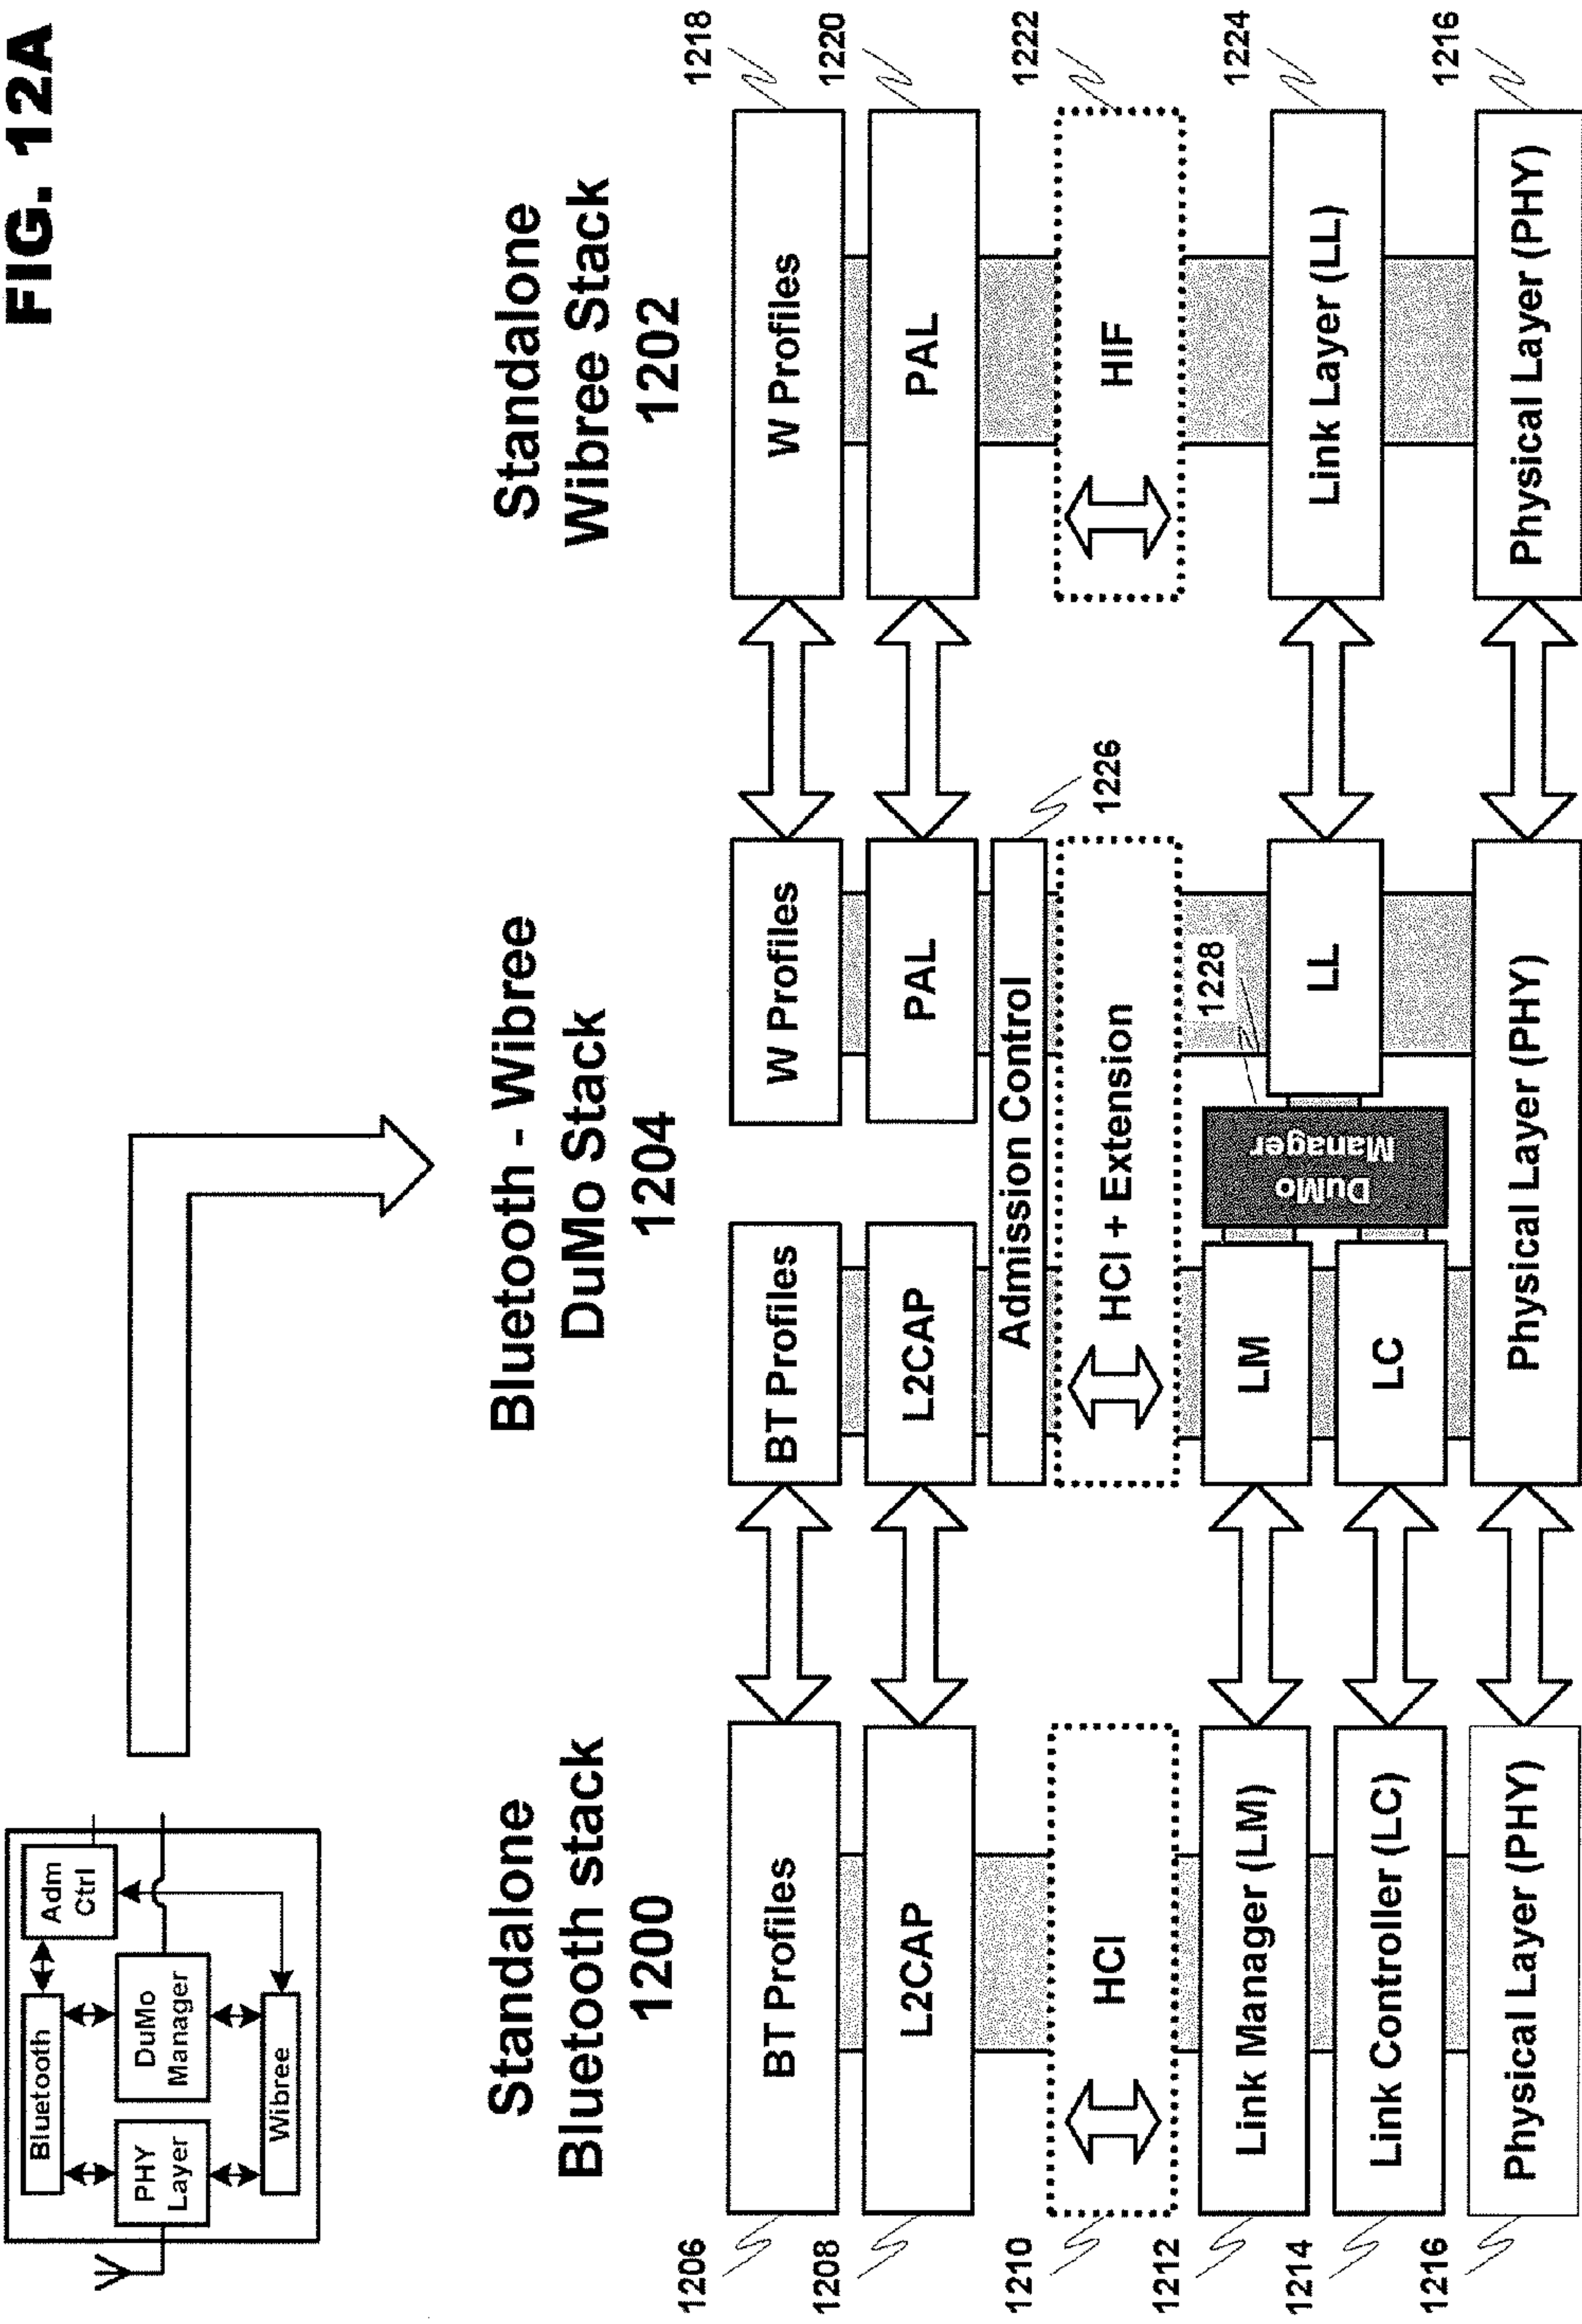 FIG. 12A
Bluetooth
Adm
Ctrl
PHY
Layer
DuMo
Manager
Wibree
Standalone
Bluetooth stack
1200
Bluetooth - Wibree
DuMo Stack
1204
Standalone
Wibree Stack
1202
1206
BT Profiles
BT Profiles
W Profiles
W Profiles
1218
1208
L2CAP
L2CAP
PAL
PAL
1220
Admission Control
1226
1210
HCI
HCI + Extension
HIF
1222
1228
1212
Link Manager (LM)
LM
DuMo
Manager
LL
Link Layer (LL)
1224
1214
Link Controller (LC)
LC
1216
Physical Layer (PHY)
Physical Layer (PHY)
Physical Layer (PHY)
1216